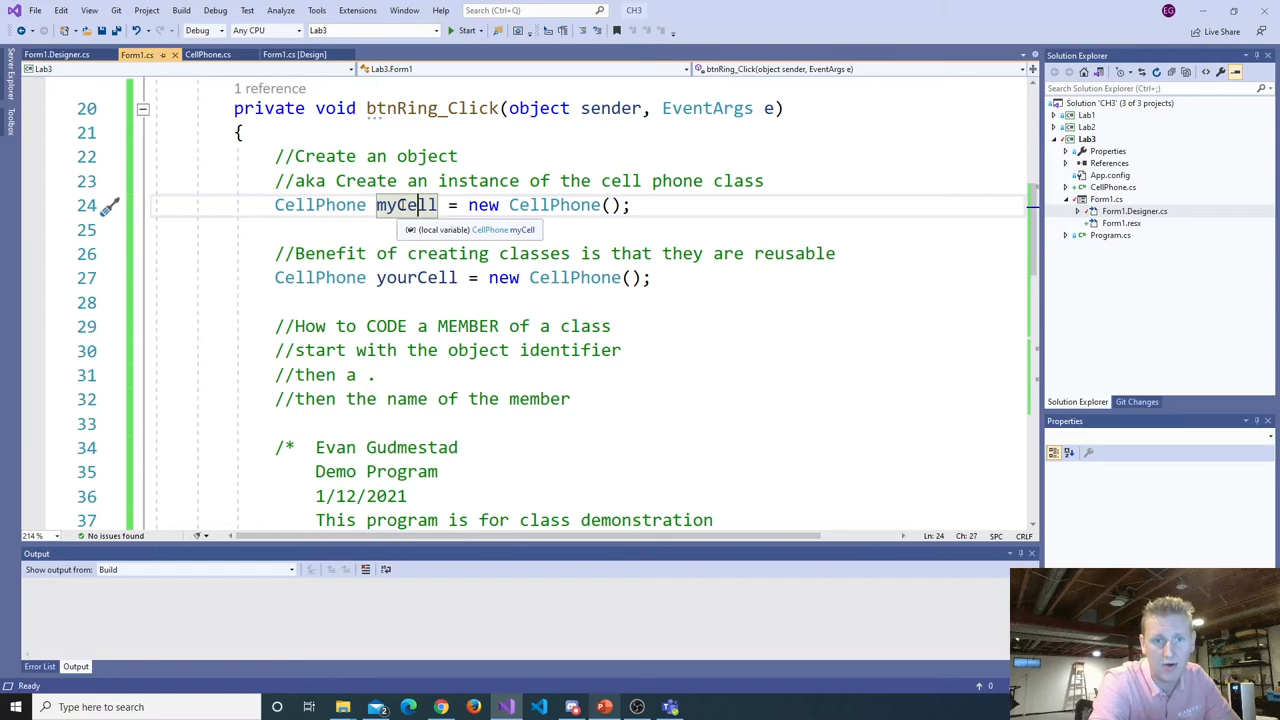 File Edit View Git Project Build Debug Test Analyze Tools Extensions Window Help Search (Ctrl+Q) CH3 EG
Debug Any CPU Lab3 Start Live Share
Form1.Designer.cs Form1.cs CellPhone.cs Form1.cs [Design]
Lab3 Lab3.Form1 btnRing_Click(object sender, EventArgs e)
Server Explorer
Toolbox
1 reference
20 private void btnRing_Click(object sender, EventArgs e)
21 {
22 //Create an object
23 //aka Create an instance of the cell phone class
24 CellPhone myCell = new CellPhone();
(local variable) CellPhone myCell
25
26 //Benefit of creating classes is that they are reusable
27 CellPhone yourCell = new CellPhone();
28
29 //How to CODE a MEMBER of a class
30 //start with the object identifier
31 //then a .
32 //then the name of the member
33
34 /* Evan Gudmestad
35 Demo Program
36 1/12/2021
37 This program is for class demonstration
214 % No issues found Ln: 24 Ch: 27 SPC CRLF
Solution Explorer
Search Solution Explorer (Ctrl+;)
Solution 'CH3' (3 of 3 projects)
Lab1
Lab2
Lab3
Properties
References
App.config
CellPhone.cs
Form1.cs
Form1.Designer.cs
Form1.resx
Program.cs
Solution Explorer Git Changes
Properties
Output
Show output from: Build
Error List Output
Ready 0
Type here to search